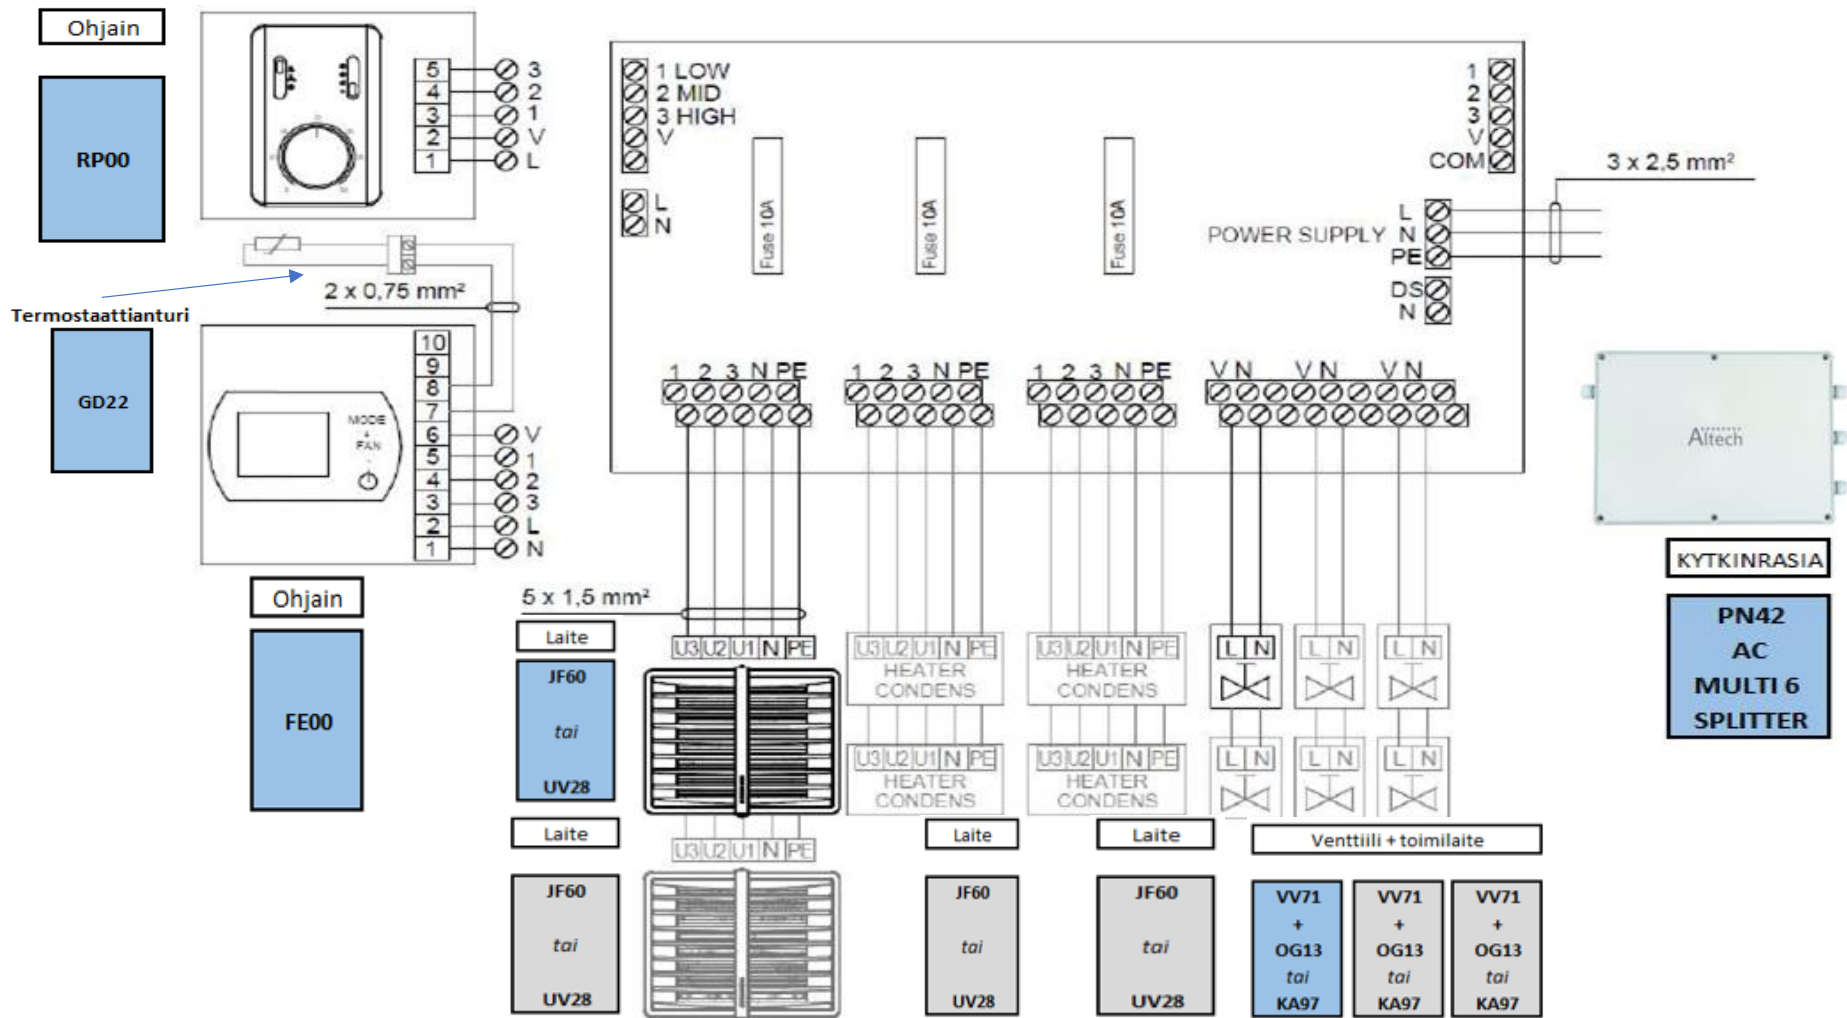 Ohjain
RP00
5 3
4 2
3 1
2 V
1 L
2 x 0,75 mm²
Termostaattianturi
GD22
MODE
FAN
10
9
8
7
6 V
5 1
4 2
3 3
2 L
1 N
Ohjain
FE00
1 LOW
2 MID
3 HIGH
V
L
N
Fuse 10A
Fuse 10A
Fuse 10A
1
2
3
V
COM
3 x 2,5 mm²
POWER SUPPLY
L
N
PE
DS
N
1 2 3 N PE
1 2 3 N PE
1 2 3 N PE
V N V N V N
Altech
KYTKINRASIA
PN42
AC
MULTI 6
SPLITTER
5 x 1,5 mm²
Laite
JF60
tai
UV28
U3 U2 U1 N PE
U3 U2 U1 N PE
HEATER
CONDENS
U3 U2 U1 N PE
HEATER
CONDENS
L N
L N
L N
U3 U2 U1 N PE
HEATER
CONDENS
U3 U2 U1 N PE
HEATER
CONDENS
L N
L N
L N
Laite
U3 U2 U1 N PE
JF60
tai
UV28
Laite
JF60
tai
UV28
Laite
JF60
tai
UV28
Venttiili + toimilaite
VV71
+
OG13
tai
KA97
VV71
+
OG13
tai
KA97
VV71
+
OG13
tai
KA97